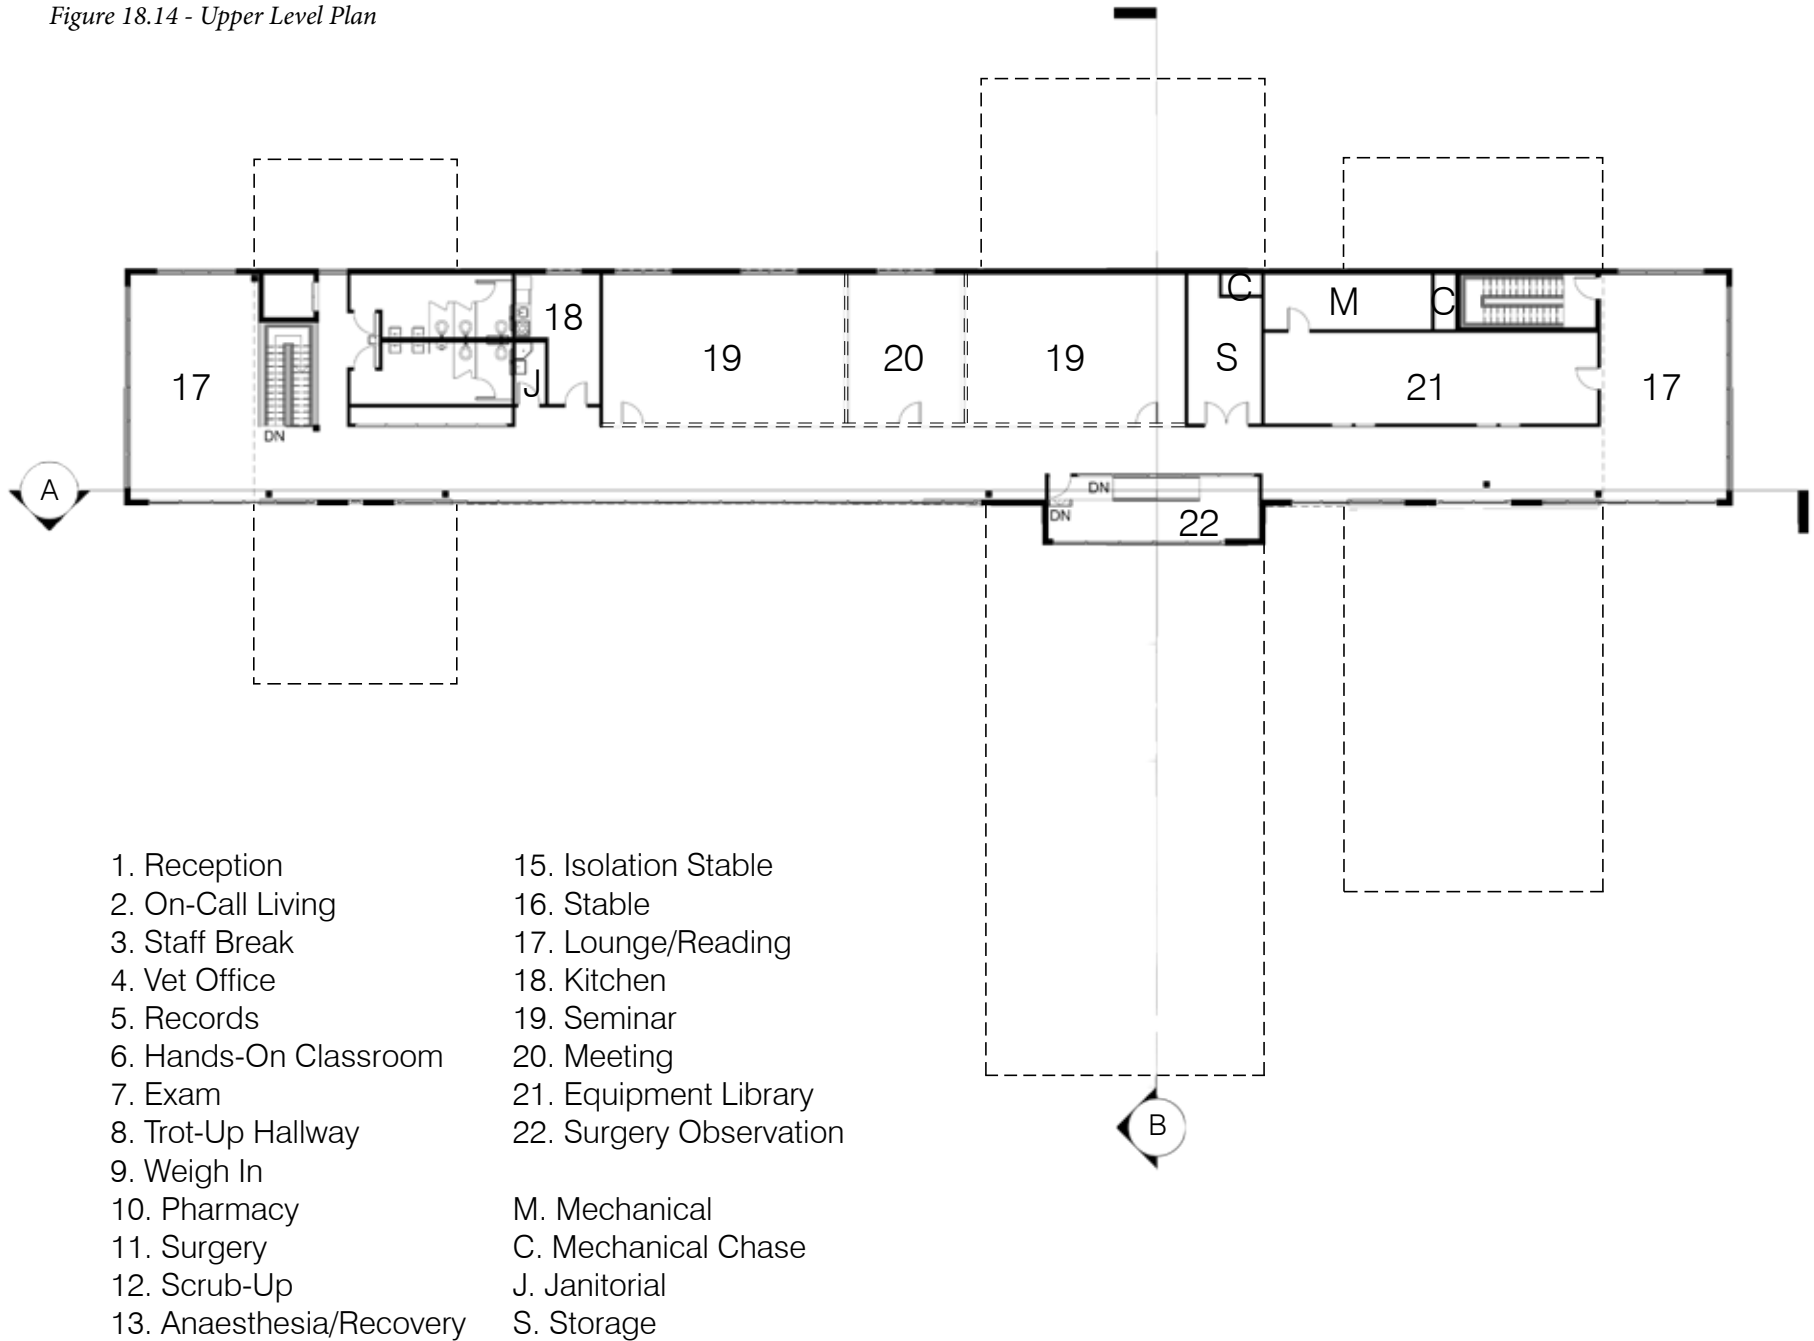 Figure 18.14 - Upper Level Plan
C
M
C
18
19
20
19
S
17
J
21
17
DN
A
DN
DN
22
1. Reception
2. On-Call Living
3. Staff Break
4. Vet Office
5. Records
6. Hands-On Classroom
7. Exam
8. Trot-Up Hallway
9. Weigh In
10. Pharmacy
11. Surgery
12. Scrub-Up
13. Anaesthesia/Recovery
15. Isolation Stable
16. Stable
17. Lounge/Reading
18. Kitchen
19. Seminar
20. Meeting
21. Equipment Library
22. Surgery Observation
M. Mechanical
C. Mechanical Chase
J. Janitorial
S. Storage
B